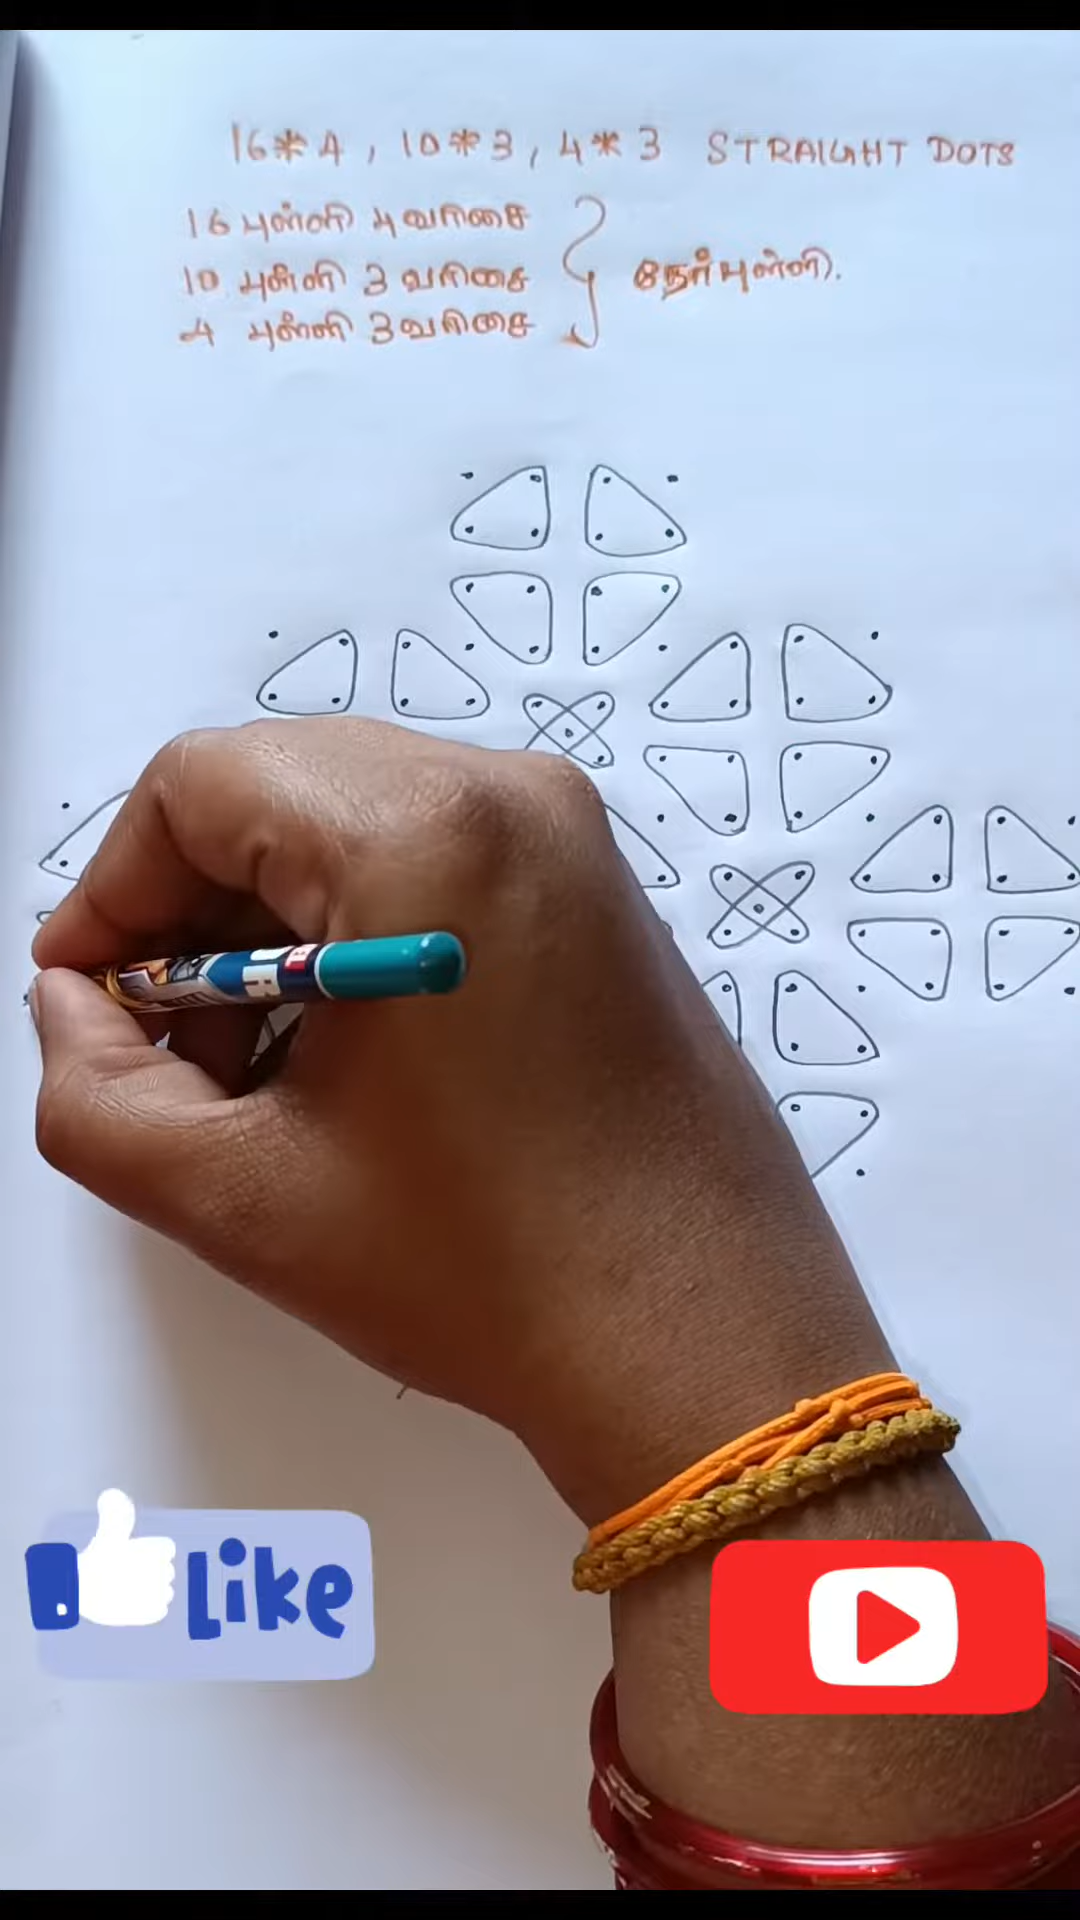 16*4, 10*3, 4*3 STRAIGHT DOTS
16 புள்ளி 4 வரிசை
10 புள்ளி 3 வரிசை
நேர்புள்ளி.
4 புள்ளி 3 வரிசை
Like